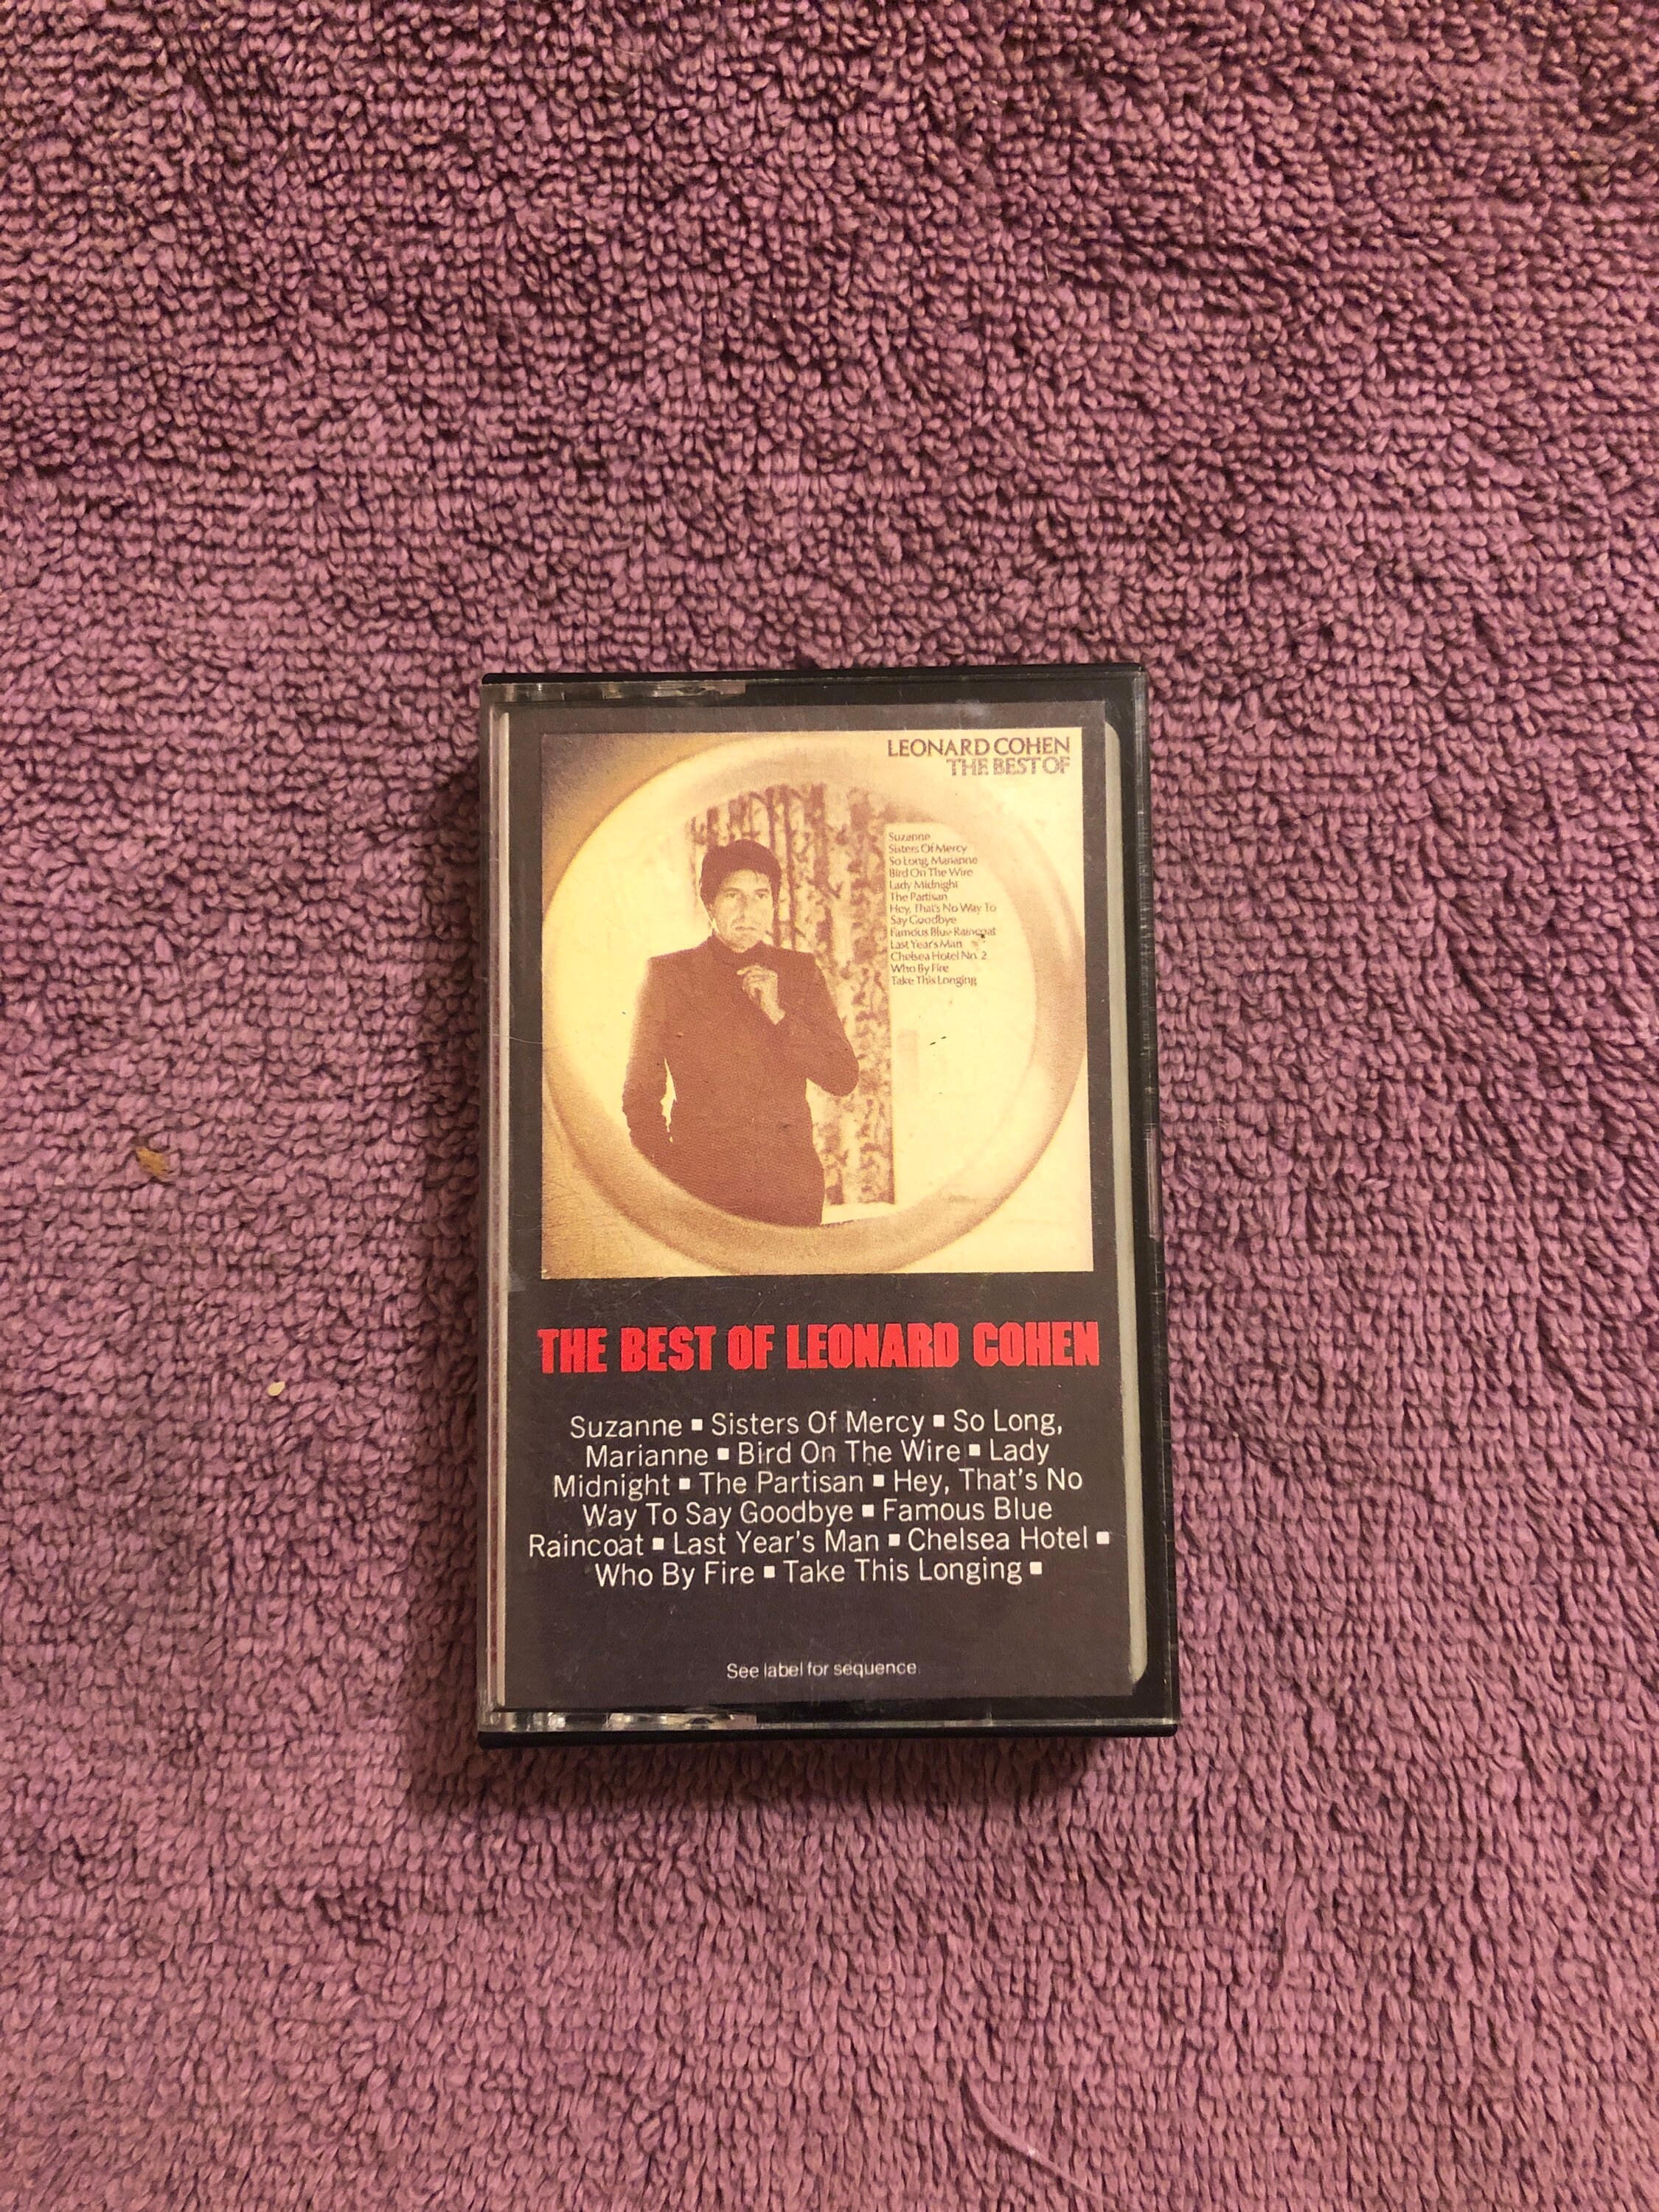 LEONARD COHEN
THE BEST OF
Suzanne
Sisters Of Mercy
So Long, Marianne
Bird On The Wire
Lady Midnight
The Partisan
Hey, That's No Way To
Say Goodbye
Famous Blue Raincoat
Last Year's Man
Chelsea Hotel No. 2
Who By Fire
Take This Longing
THE BEST OF LEONARD COHEN
Suzanne ▪ Sisters Of Mercy ▪ So Long,
Marianne ▪ Bird On The Wire ▪ Lady
Midnight ▪ The Partisan ▪ Hey, That's No
Way To Say Goodbye ▪ Famous Blue
Raincoat ▪ Last Year's Man ▪ Chelsea Hotel ▪
Who By Fire ▪ Take This Longing ▪
See label for sequence.